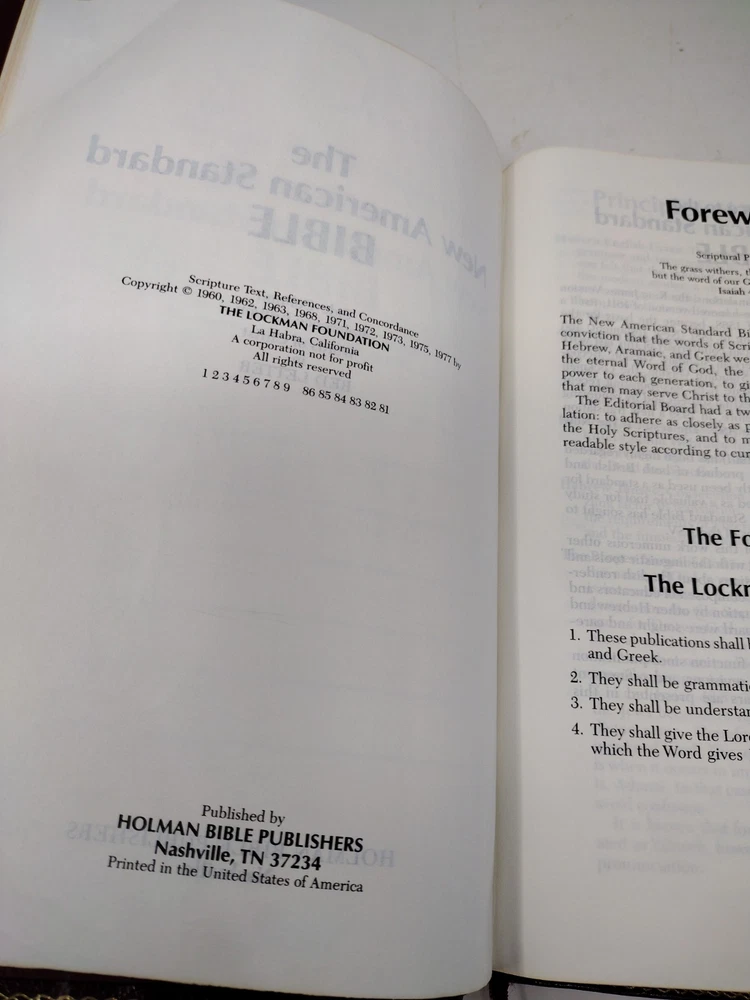 The
New American Standard
BIBLE
Scripture Text, References, and Concordance
Copyright © 1960, 1962, 1963, 1968, 1971, 1972, 1973, 1975, 1977 by
THE LOCKMAN FOUNDATION
La Habra, California
A corporation not for profit
All rights reserved
1 2 3 4 5 6 7 8 9 86 85 84 83 82 81
Published by
HOLMAN BIBLE PUBLISHERS
Nashville, TN 37234
Printed in the United States of America
Forew
Scriptural P
The grass withers, t
but the word of our G
Isaiah
The New American Standard Bi
conviction that the words of Scri
Hebrew, Aramaic, and Greek we
the eternal Word of God, the
power to each generation, to gi
that men may serve Christ to th
The Editorial Board had a tw
lation: to adhere as closely as p
the Holy Scriptures, and to m
readable style according to cur
The Fo
The Lockm
1. These publications shall
and Greek.
2. They shall be grammatic
3. They shall be understan
4. They shall give the Lor
which the Word gives